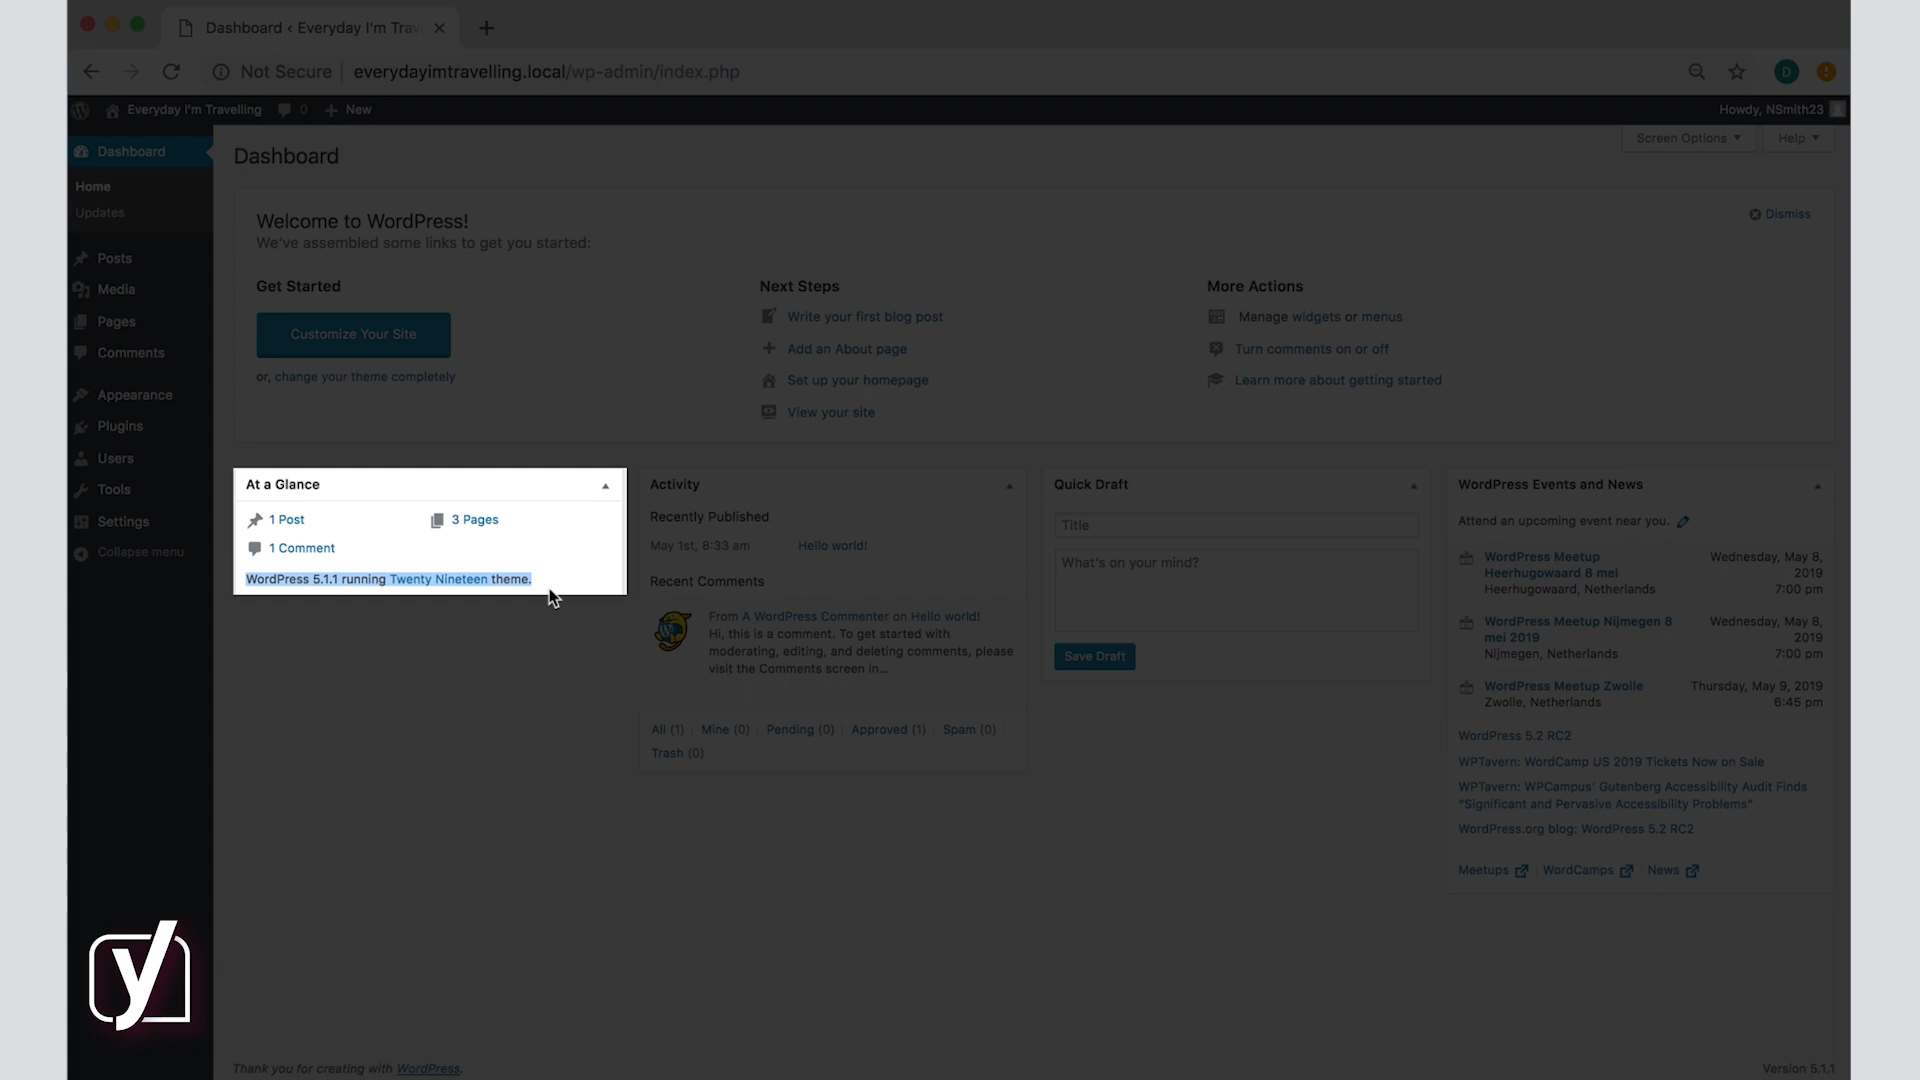 Dashboard ‹ Everyday I'm Trav
Not Secure | everydayimtravelling.local/wp-admin/index.php
D
Everyday I'm Travelling 0 + New Howdy, NSmith23
Dashboard
Home
Updates
Posts
Media
Pages
Comments
Appearance
Plugins
Users
Tools
Settings
Collapse menu
Screen Options Help
Dashboard
Welcome to WordPress!
We've assembled some links to get you started:
Dismiss
Get Started
Customize Your Site
or, change your theme completely
Next Steps
Write your first blog post
Add an About page
Set up your homepage
View your site
More Actions
Manage widgets or menus
Turn comments on or off
Learn more about getting started
At a Glance
1 Post 3 Pages
1 Comment
WordPress 5.1.1 running Twenty Nineteen theme.
Activity
Recently Published
May 1st, 8:33 am Hello world!
Recent Comments
From A WordPress Commenter on Hello world!
Hi, this is a comment. To get started with
moderating, editing, and deleting comments, please
visit the Comments screen in...
All (1) | Mine (0) | Pending (0) | Approved (1) | Spam (0) |
Trash (0)
Quick Draft
Title
What's on your mind?
Save Draft
WordPress Events and News
Attend an upcoming event near you.
WordPress Meetup Wednesday, May 8,
Heerhugowaard 8 mei 2019
Heerhugowaard, Netherlands 7:00 pm
WordPress Meetup Nijmegen 8 Wednesday, May 8,
mei 2019 2019
Nijmegen, Netherlands 7:00 pm
WordPress Meetup Zwolle Thursday, May 9, 2019
Zwolle, Netherlands 6:45 pm
WordPress 5.2 RC2
WPTavern: WordCamp US 2019 Tickets Now on Sale
WPTavern: WPCampus' Gutenberg Accessibility Audit Finds
“Significant and Pervasive Accessibility Problems”
WordPress.org blog: WordPress 5.2 RC2
Meetups | WordCamps | News
y
Thank you for creating with WordPress.
Version 5.1.1